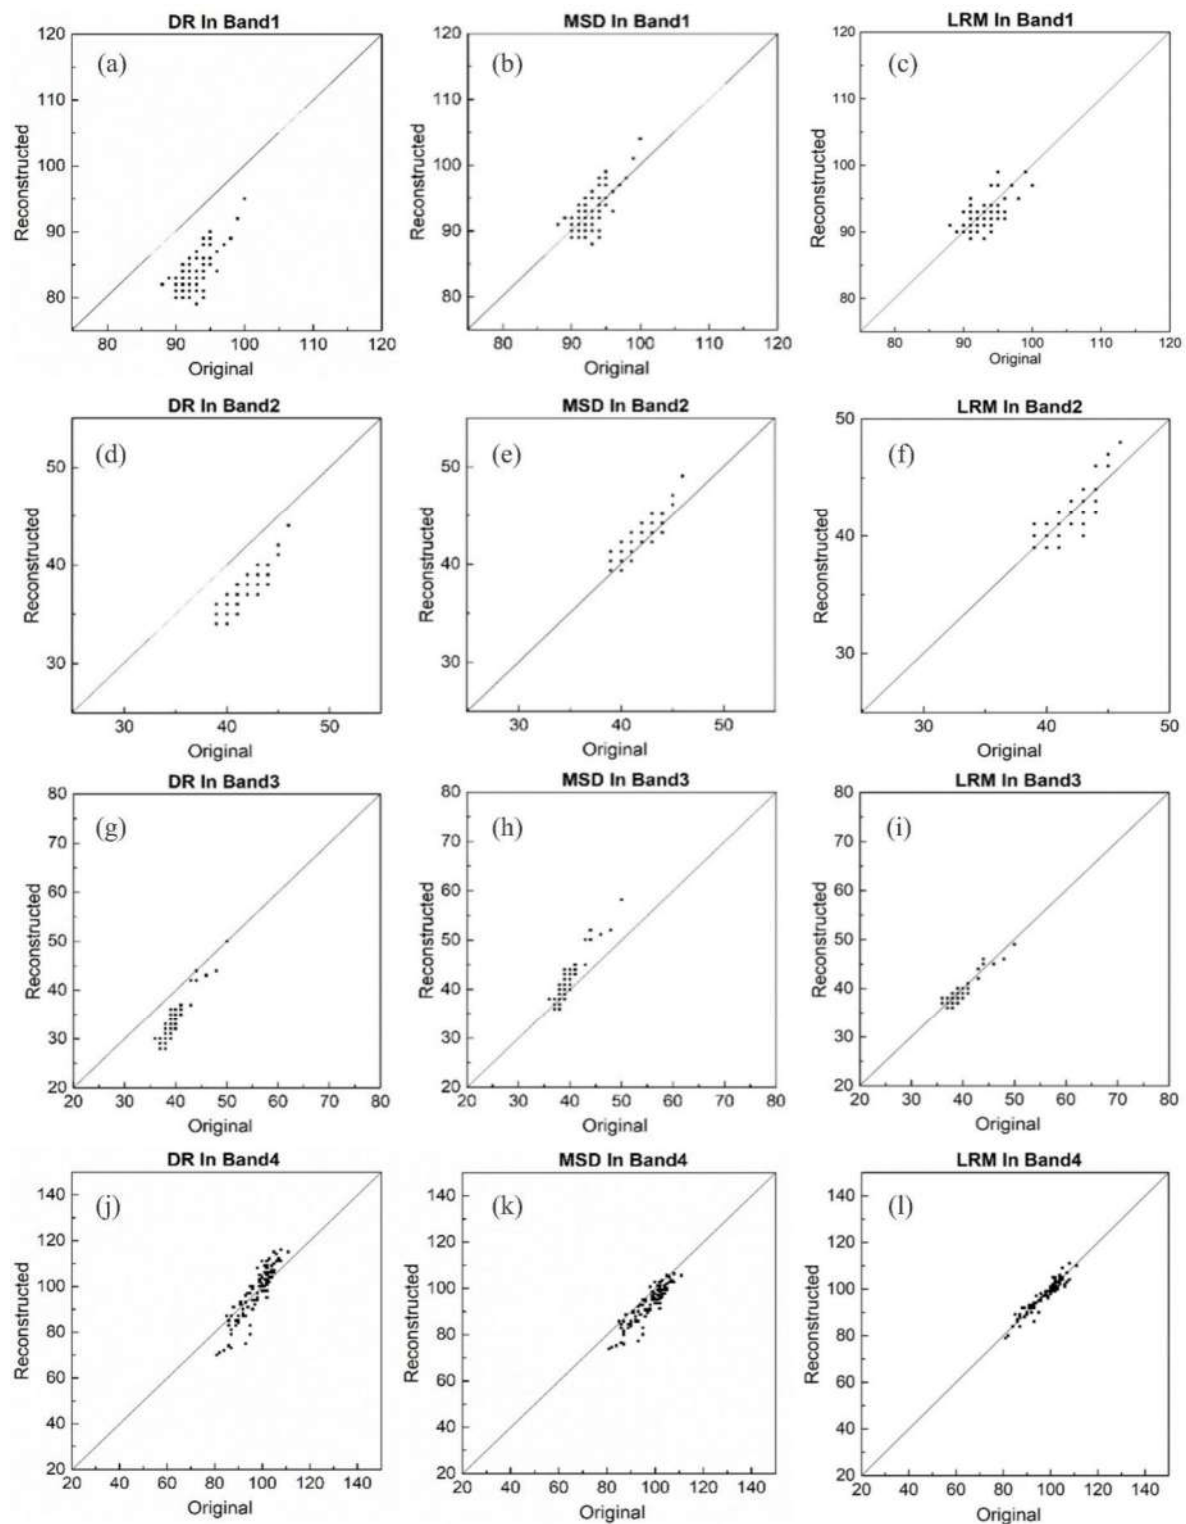 DR In Band1 MSD In Band1 LRM In Band1
(a) (b) (c)
120 120 120
110 110 110
100 100 100
90 90 90
80 80 80
Reconstructed Reconstructed Reconstructed
80 90 100 110 120 80 90 100 110 120 80 90 100 110 120
Original Original Original
DR In Band2 MSD In Band2 LRM In Band2
(d) (e) (f)
50 50 50
40 40 40
30 30 30
Reconstructed Reconstructed Reconstructed
30 40 50 30 40 50 30 40 50
Original Original Original
DR In Band3 MSD In Band3 LRM In Band3
(g) (h) (i)
80 80 80
70 70 70
60 60 60
50 50 50
40 40 40
30 30 30
20 20 20
Reconstructed Reconstructed Reconstructed
20 30 40 50 60 70 80 20 30 40 50 60 70 80 20 30 40 50 60 70 80
Original Original Original
DR In Band4 MSD In Band4 LRM In Band4
(j) (k) (l)
140 140 140
120 120 120
100 100 100
80 80 80
60 60 60
40 40 40
20 20 20
Reconstructed Reconstructed Reconstructed
20 40 60 80 100 120 140 20 40 60 80 100 120 140 20 40 60 80 100 120 140
Original Original Original